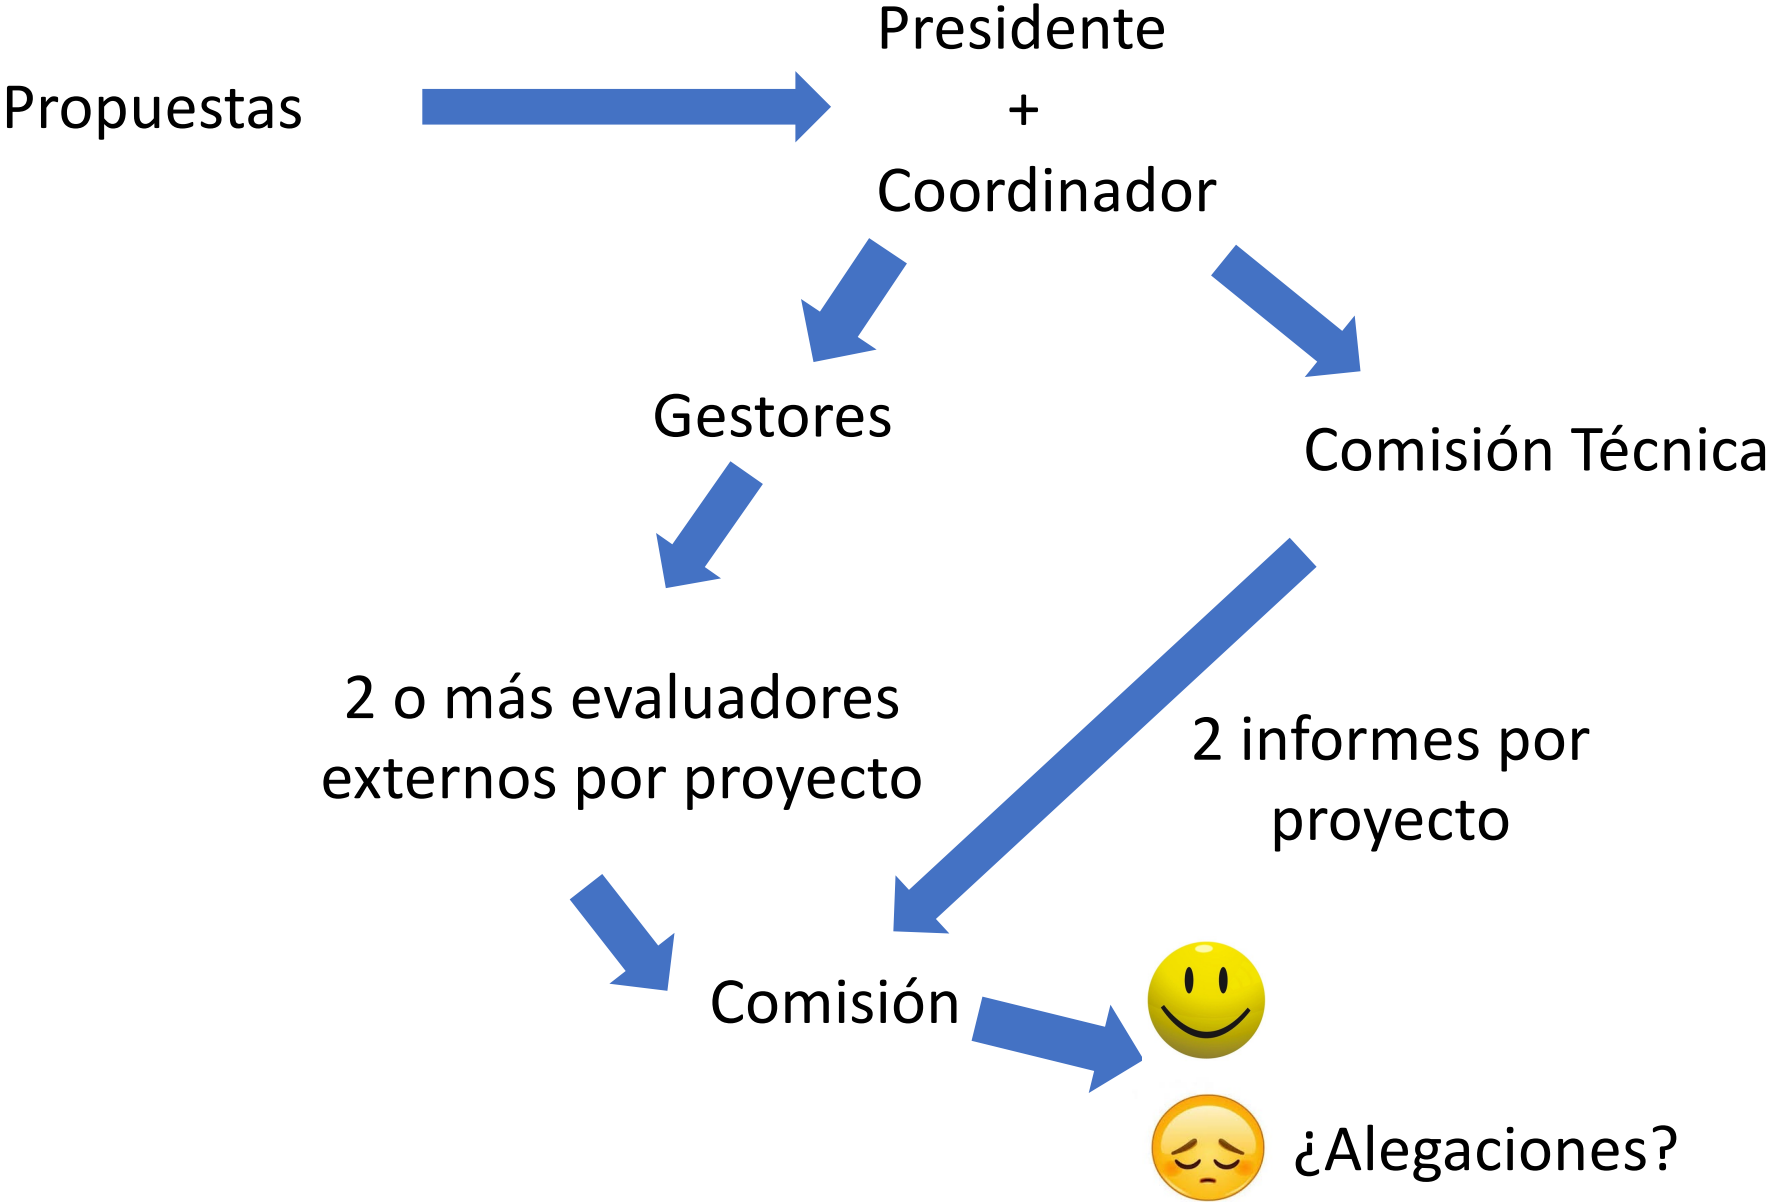 Presidente
Propuestas
+
Coordinador
Gestores
Comisión Técnica
2 o más evaluadores
externos por proyecto
2 informes por
proyecto
Comisión
¿Alegaciones?